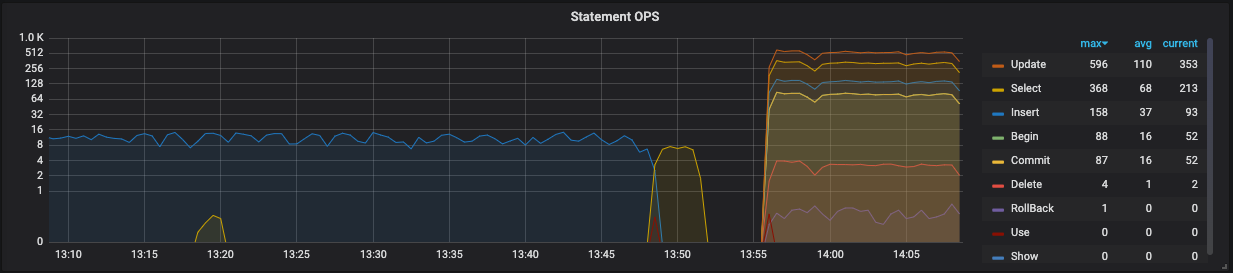 Statement OPS
max▾ avg current
1.0 K
512
256
128
64
32
16
8
4
2
1
0
13:10 13:15 13:20 13:25 13:30 13:35 13:40 13:45 13:50 13:55 14:00 14:05
Update 596 110 353
Select 368 68 213
Insert 158 37 93
Begin 88 16 52
Commit 87 16 52
Delete 4 1 2
RollBack 1 0 0
Use 0 0 0
Show 0 0 0